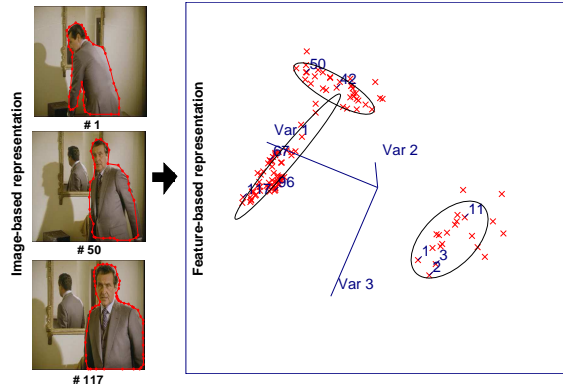 Image-based representation
# 1
# 50
# 117
Feature-based representation
50
42
Var 1
67
Var 2
117
96
11
1
3
2
Var 3